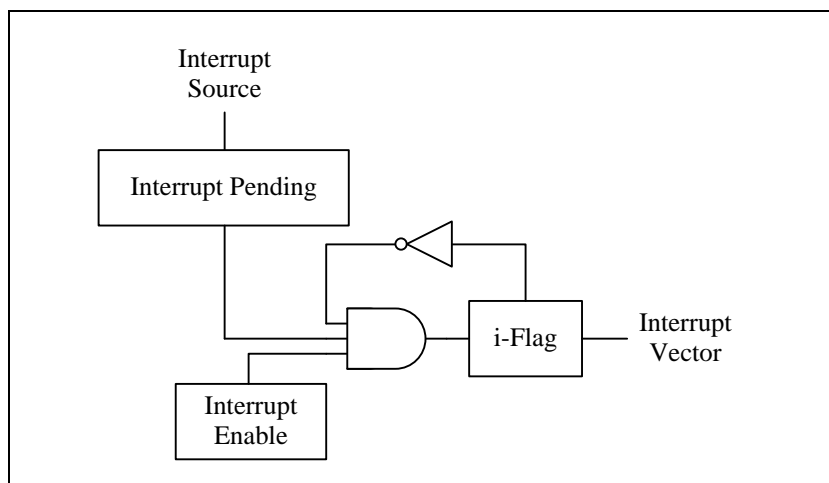 Interrupt
Source
Interrupt Pending
i-Flag
Interrupt
Vector
Interrupt
Enable